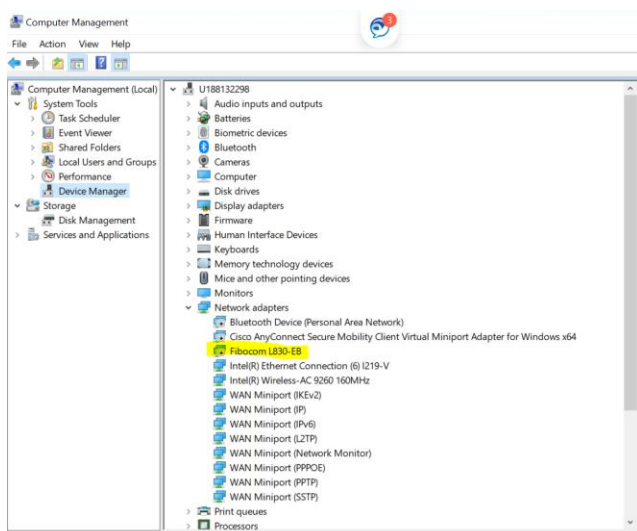 Computer Management
3
File Action View Help
Computer Management (Local)
System Tools
Task Scheduler
Event Viewer
Shared Folders
Local Users and Groups
Performance
Device Manager
Storage
Disk Management
Services and Applications
U188132298
Audio inputs and outputs
Batteries
Biometric devices
Bluetooth
Cameras
Computer
Disk drives
Display adapters
Firmware
Human Interface Devices
Keyboards
Memory technology devices
Mice and other pointing devices
Monitors
Network adapters
Bluetooth Device (Personal Area Network)
Cisco AnyConnect Secure Mobility Client Virtual Miniport Adapter for Windows x64
Fibocom L830-EB
Intel(R) Ethernet Connection (6) I219-V
Intel(R) Wireless-AC 9260 160MHz
WAN Miniport (IKEv2)
WAN Miniport (IP)
WAN Miniport (IPv6)
WAN Miniport (L2TP)
WAN Miniport (Network Monitor)
WAN Miniport (PPPOE)
WAN Miniport (PPTP)
WAN Miniport (SSTP)
Print queues
Processors